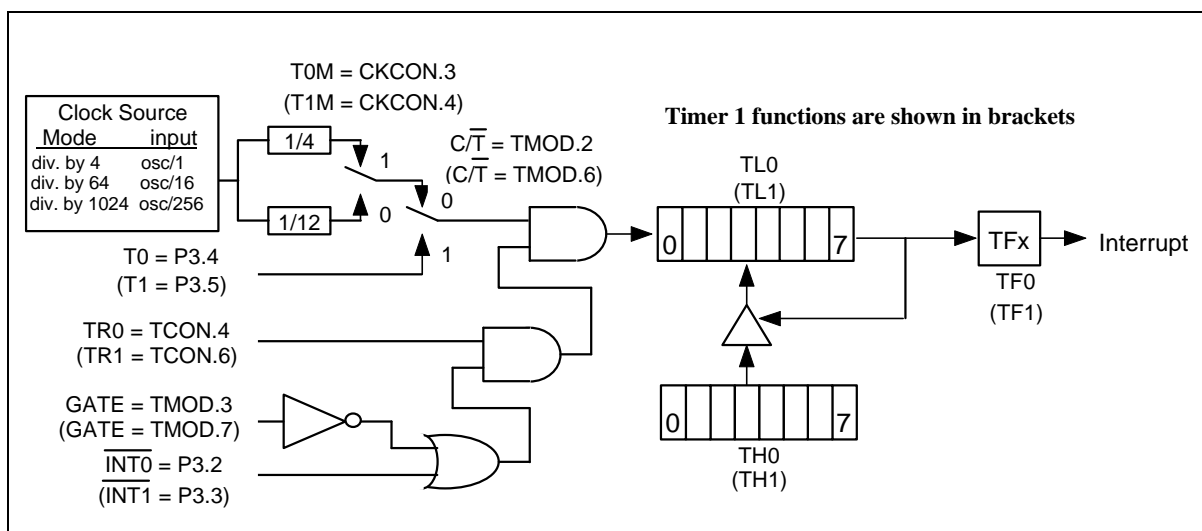 T0M = CKCON.3
(T1M = CKCON.4)
Clock Source
Mode input
div. by 4 osc/1
div. by 64 osc/16
div. by 1024 osc/256
1/4
1/12
1
0
C/T̅ = TMOD.2
(C/T̅ = TMOD.6)
0
1
T0 = P3.4
(T1 = P3.5)
TR0 = TCON.4
(TR1 = TCON.6)
GATE = TMOD.3
(GATE = TMOD.7)
I̅N̅T̅0̅ = P3.2
(I̅N̅T̅1̅ = P3.3)
Timer 1 functions are shown in brackets
TL0
(TL1)
0 7
TFx
Interrupt
TF0
(TF1)
0 7
TH0
(TH1)